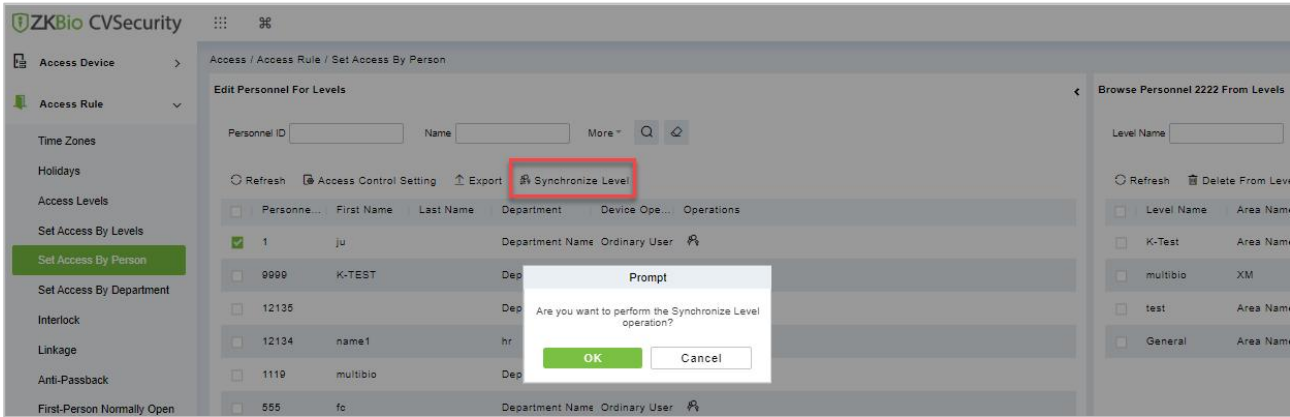 ZKBio CVSecurity
Access Device
Access Rule
Time Zones
Holidays
Access Levels
Set Access By Levels
Set Access By Person
Set Access By Department
Interlock
Linkage
Anti-Passback
First-Person Normally Open
Access / Access Rule / Set Access By Person
Edit Personnel For Levels
Personnel ID Name More
Refresh Access Control Setting Export Synchronize Level
Personne... First Name Last Name Department Device Ope... Operations
1 ju Department Name Ordinary User
9999 K-TEST Dep
12135 Dep
12134 name1 hr
1119 multibio Dep
555 fc Department Name Ordinary User
Prompt
Are you want to perform the Synchronize Level
operation?
OK Cancel
Browse Personnel 2222 From Levels
Level Name
Refresh Delete From Leve
Level Name Area Name
K-Test Area Name
multibio XM
test Area Name
General Area Name